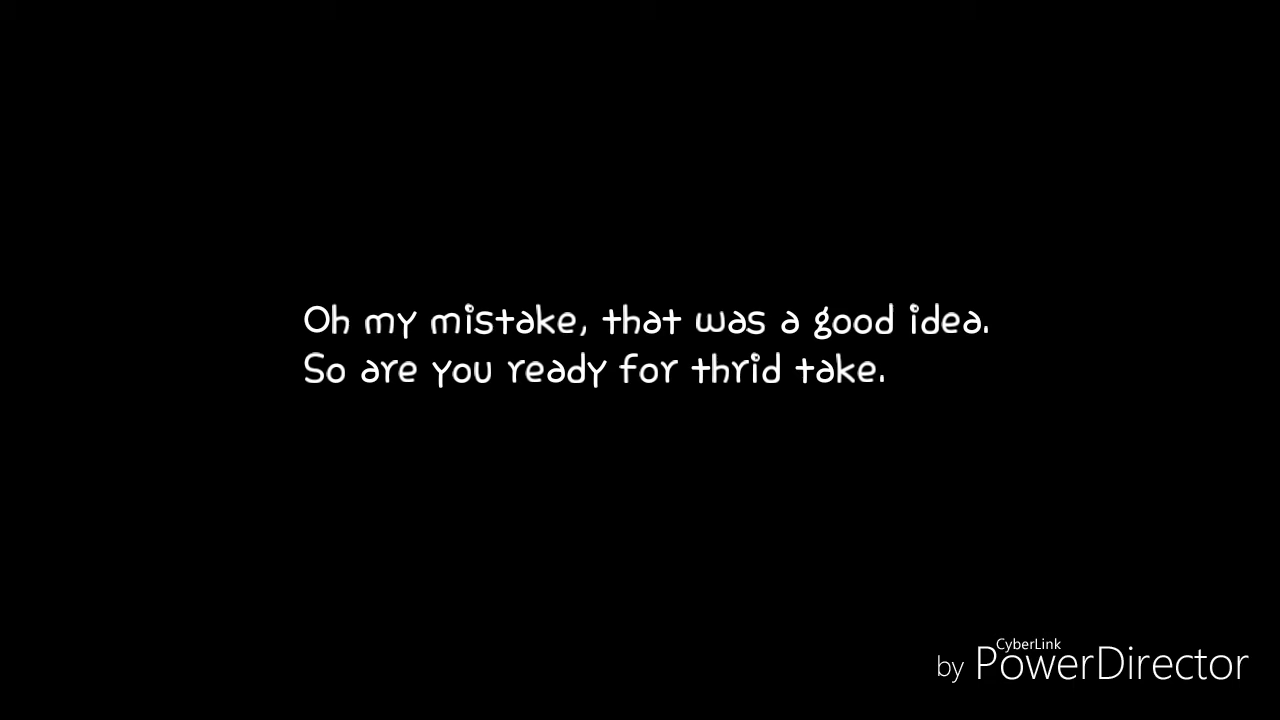 Oh my mistake, that was a good idea.
So are you ready for thrid take.
CyberLink
by PowerDirector